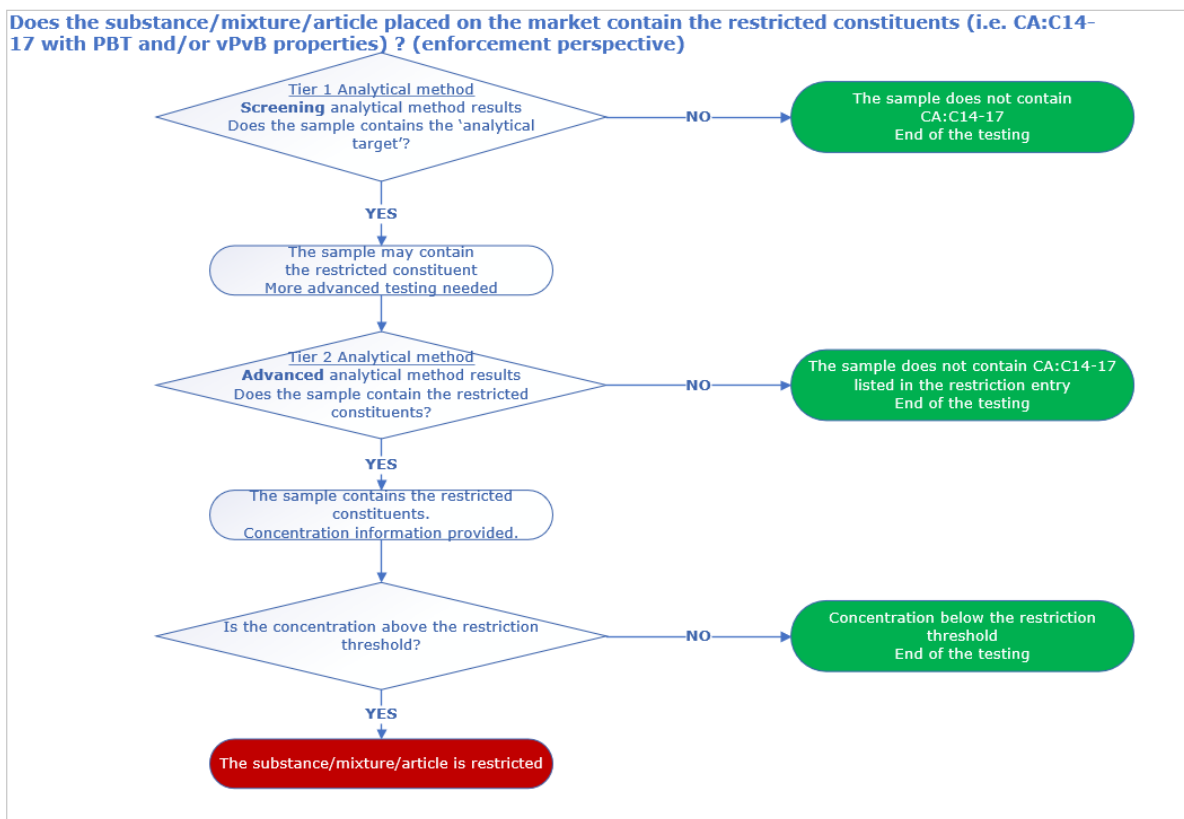 Does the substance/mixture/article placed on the market contain the restricted constituents (i.e. CA:C14-
17 with PBT and/or vPvB properties) ? (enforcement perspective)
Tier 1 Analytical method
Screening analytical method results
Does the sample contains the ‘analytical
target’?
NO
The sample does not contain
CA:C14-17
End of the testing
YES
The sample may contain
the restricted constituent
More advanced testing needed
Tier 2 Analytical method
Advanced analytical method results
Does the sample contain the restricted
constituents?
NO
The sample does not contain CA:C14-17
listed in the restriction entry
End of the testing
YES
The sample contains the restricted
constituents.
Concentration information provided.
Is the concentration above the restriction
threshold?
NO
Concentration below the restriction
threshold
End of the testing
YES
The substance/mixture/article is restricted